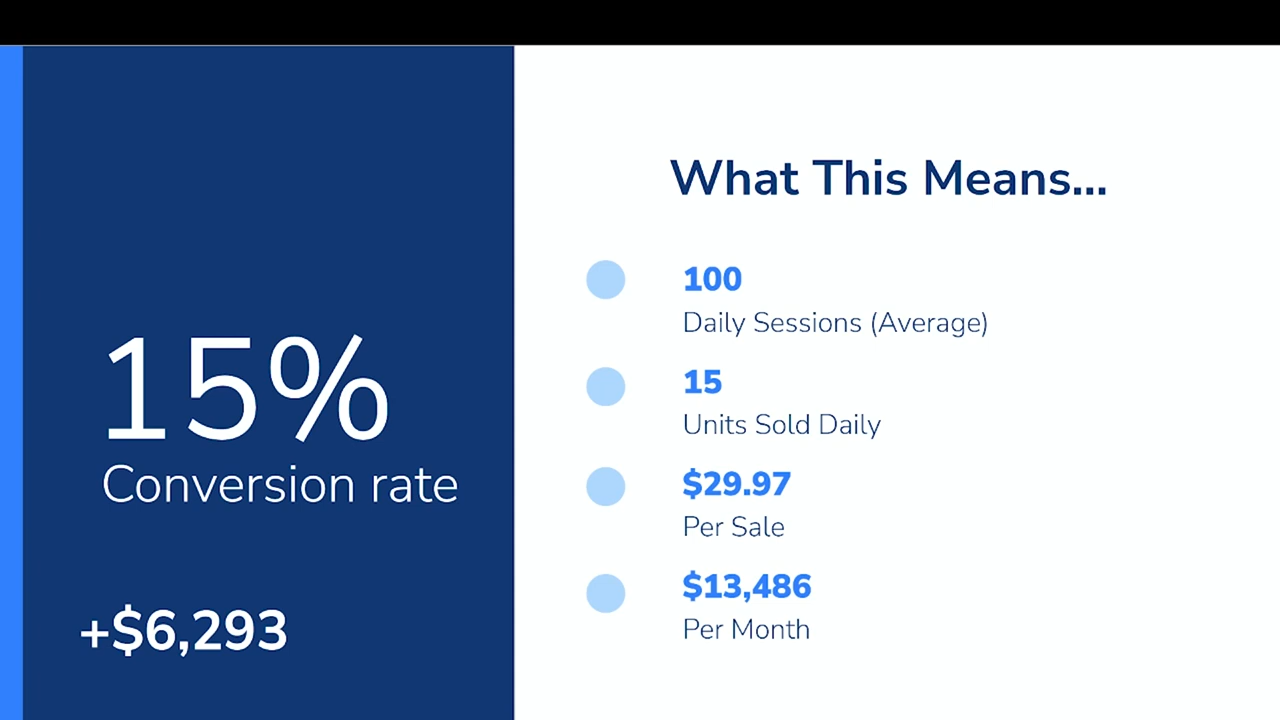 15%
Conversion rate
+$6,293
What This Means...
100
Daily Sessions (Average)
15
Units Sold Daily
$29.97
Per Sale
$13,486
Per Month